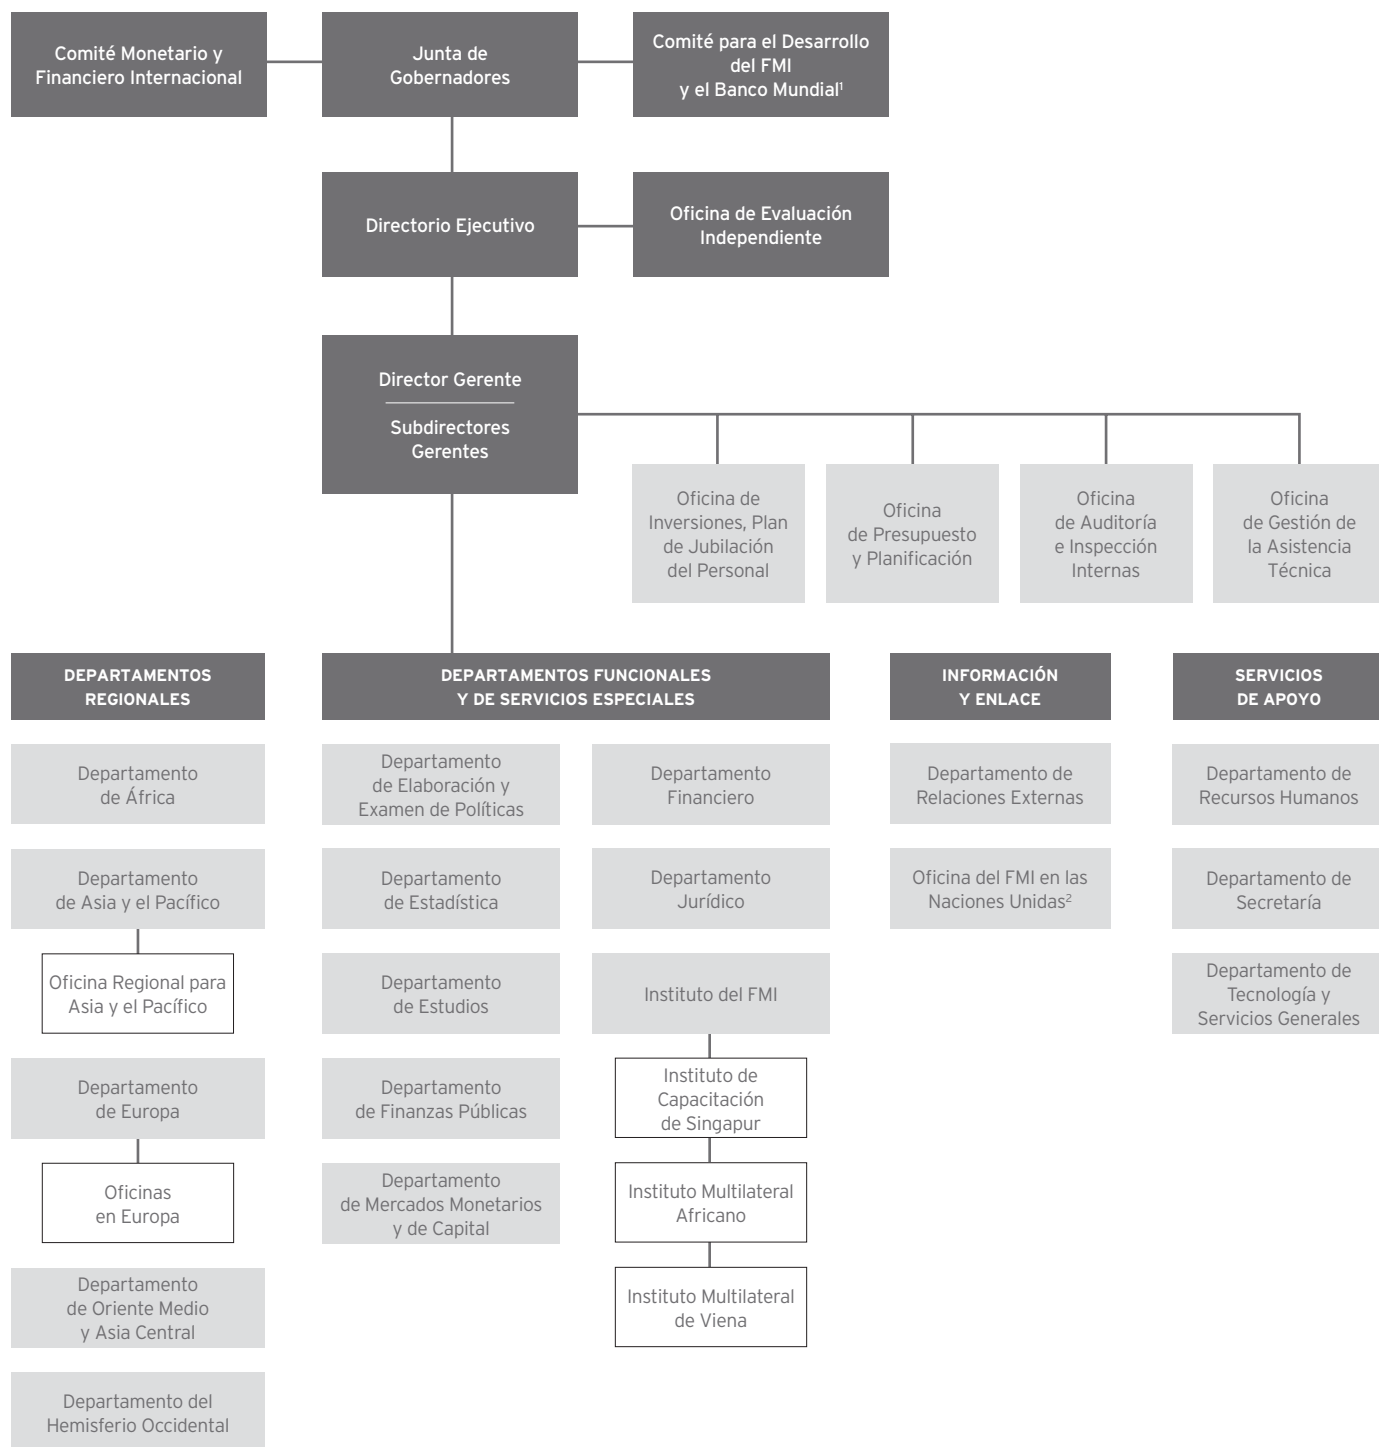 Comité Monetario y
Financiero Internacional
Junta de
Gobernadores
Comité para el Desarrollo
del FMI
y el Banco Mundial¹
Directorio Ejecutivo
Oficina de Evaluación
Independiente
Director Gerente
Subdirectores
Gerentes
Oficina de
Inversiones, Plan
de Jubilación
del Personal
Oficina
de Presupuesto
y Planificación
Oficina
de Auditoría
e Inspección
Internas
Oficina
de Gestión de
la Asistencia
Técnica
DEPARTAMENTOS
REGIONALES
Departamento
de África
Departamento
de Asia y el Pacífico
Oficina Regional para
Asia y el Pacífico
Departamento
de Europa
Oficinas
en Europa
Departamento
de Oriente Medio
y Asia Central
Departamento del
Hemisferio Occidental
DEPARTAMENTOS FUNCIONALES
Y DE SERVICIOS ESPECIALES
Departamento
de Elaboración y
Examen de Políticas
Departamento
de Estadística
Departamento
de Estudios
Departamento
de Finanzas Públicas
Departamento
de Mercados Monetarios
y de Capital
Departamento
Financiero
Departamento
Jurídico
Instituto del FMI
Instituto de
Capacitación
de Singapur
Instituto Multilateral
Africano
Instituto Multilateral
de Viena
INFORMACIÓN
Y ENLACE
Departamento de
Relaciones Externas
Oficina del FMI en las
Naciones Unidas²
SERVICIOS
DE APOYO
Departamento de
Recursos Humanos
Departamento de
Secretaría
Departamento de
Tecnología y
Servicios Generales